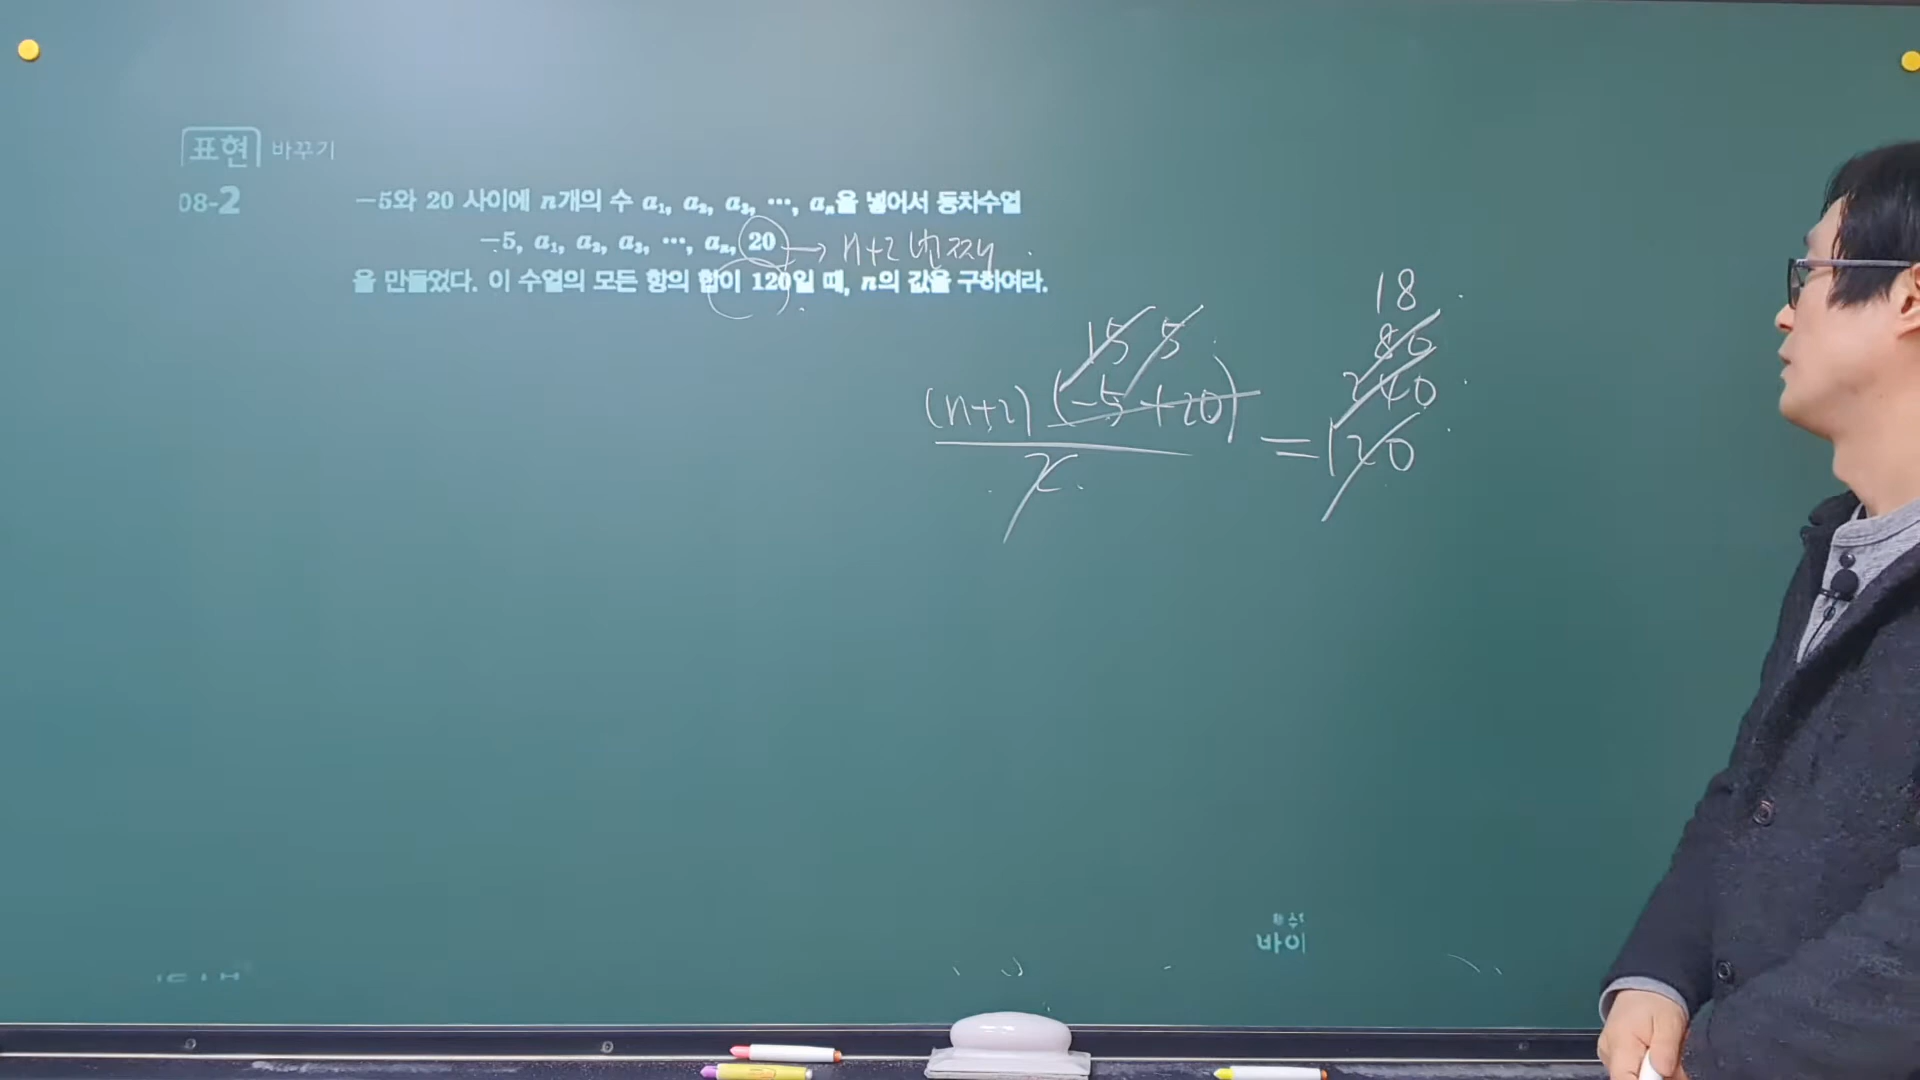 표현 바꾸기
08-2
-5와 20 사이에 n개의 수 a₁, a₂, a₃, ⋯, aₙ을 넣어서 등차수열
-5, a₁, a₂, a₃, ⋯, aₙ, 20 → n+2 번째
을 만들었다. 이 수열의 모든 항의 합이 120일 때, n의 값을 구하여라.
18
15 5 80
240
(n+2) (-5+20)
= 120
2
바이